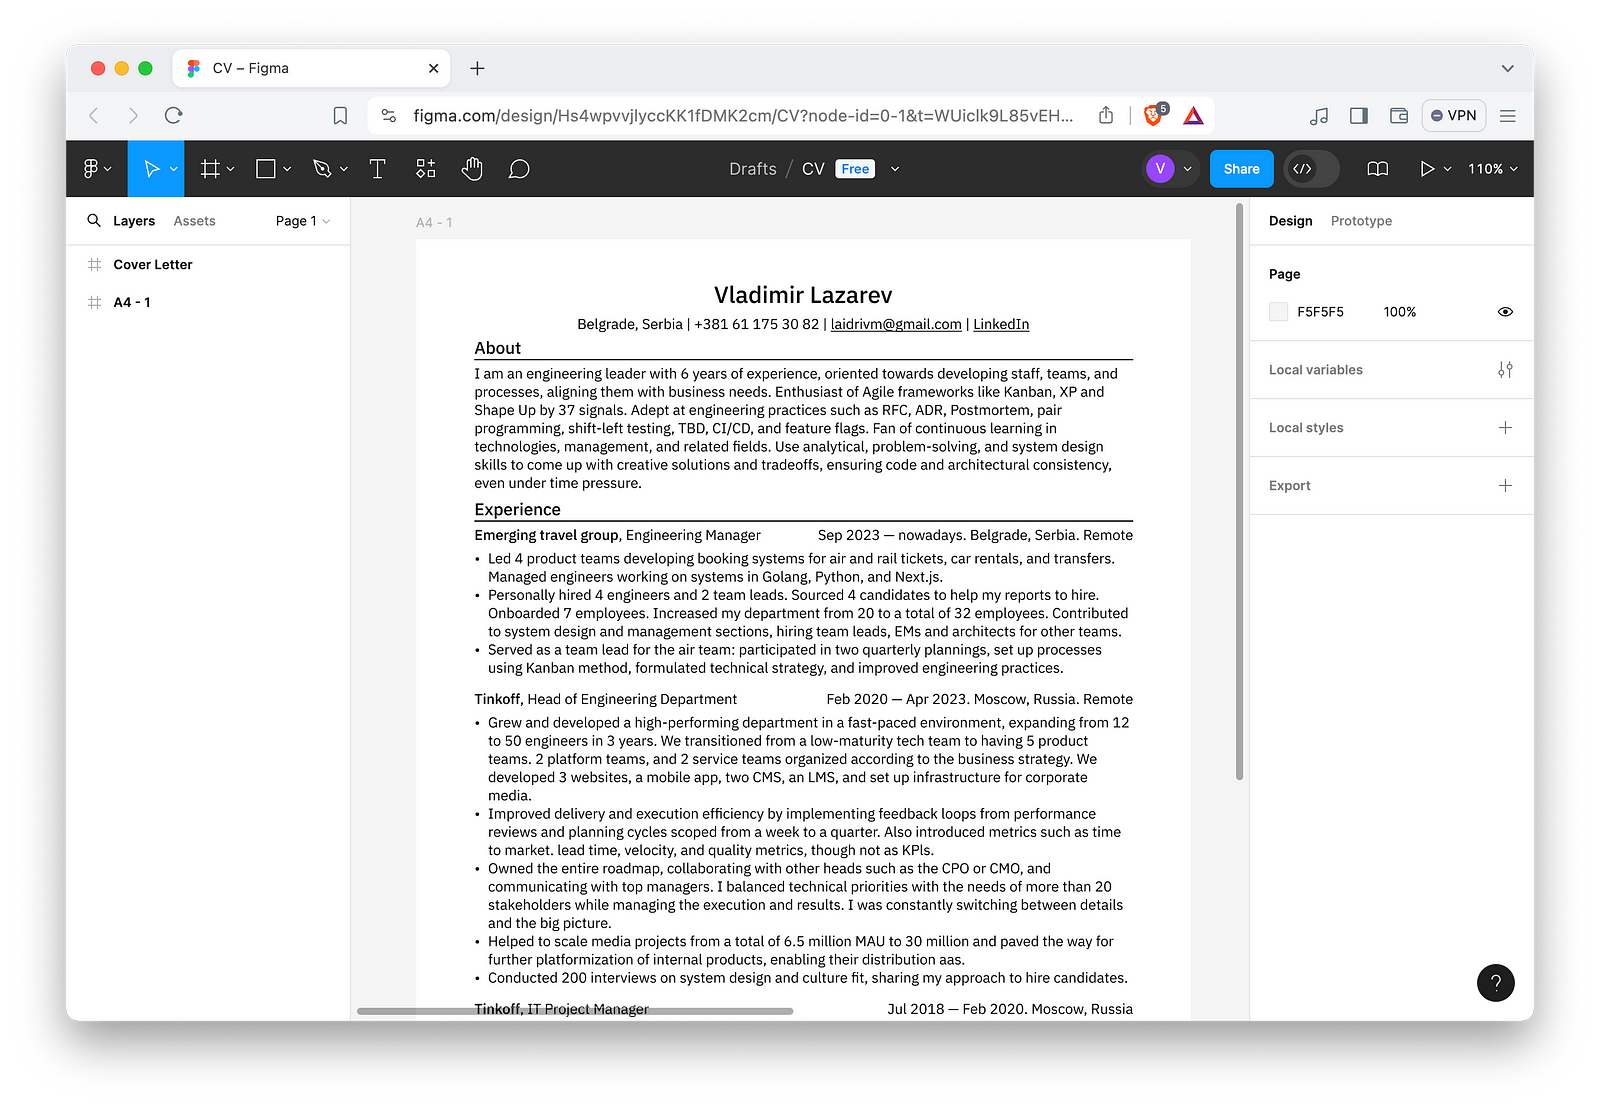 CV – Figma
figma.com/design/Hs4wpvvjlyccKK1fDMK2cm/CV?node-id=0-1&t=WUiclk9L85vEH...
5
VPN
Drafts / CV Free
V
Share
110%
Layers Assets Page 1
Cover Letter
A4 - 1
A4 - 1
Vladimir Lazarev
Belgrade, Serbia | +381 61 175 30 82 | laidrivm@gmail.com | LinkedIn
About
I am an engineering leader with 6 years of experience, oriented towards developing staff, teams, and
processes, aligning them with business needs. Enthusiast of Agile frameworks like Kanban, XP and
Shape Up by 37 signals. Adept at engineering practices such as RFC, ADR, Postmortem, pair
programming, shift-left testing, TBD, CI/CD, and feature flags. Fan of continuous learning in
technologies, management, and related fields. Use analytical, problem-solving, and system design
skills to come up with creative solutions and tradeoffs, ensuring code and architectural consistency,
even under time pressure.
Experience
Emerging travel group, Engineering Manager Sep 2023 — nowadays. Belgrade, Serbia. Remote
• Led 4 product teams developing booking systems for air and rail tickets, car rentals, and transfers.
Managed engineers working on systems in Golang, Python, and Next.js.
• Personally hired 4 engineers and 2 team leads. Sourced 4 candidates to help my reports to hire.
Onboarded 7 employees. Increased my department from 20 to a total of 32 employees. Contributed
to system design and management sections, hiring team leads, EMs and architects for other teams.
• Served as a team lead for the air team: participated in two quarterly plannings, set up processes
using Kanban method, formulated technical strategy, and improved engineering practices.
Tinkoff, Head of Engineering Department Feb 2020 — Apr 2023. Moscow, Russia. Remote
• Grew and developed a high-performing department in a fast-paced environment, expanding from 12
to 50 engineers in 3 years. We transitioned from a low-maturity tech team to having 5 product
teams. 2 platform teams, and 2 service teams organized according to the business strategy. We
developed 3 websites, a mobile app, two CMS, an LMS, and set up infrastructure for corporate
media.
• Improved delivery and execution efficiency by implementing feedback loops from performance
reviews and planning cycles scoped from a week to a quarter. Also introduced metrics such as time
to market. lead time, velocity, and quality metrics, though not as KPIs.
• Owned the entire roadmap, collaborating with other heads such as the CPO or CMO, and
communicating with top managers. I balanced technical priorities with the needs of more than 20
stakeholders while managing the execution and results. I was constantly switching between details
and the big picture.
• Helped to scale media projects from a total of 6.5 million MAU to 30 million and paved the way for
further platformization of internal products, enabling their distribution aas.
• Conducted 200 interviews on system design and culture fit, sharing my approach to hire candidates.
Tinkoff, IT Project Manager Jul 2018 — Feb 2020. Moscow, Russia
Design Prototype
Page
F5F5F5 100%
Local variables
Local styles
Export
?